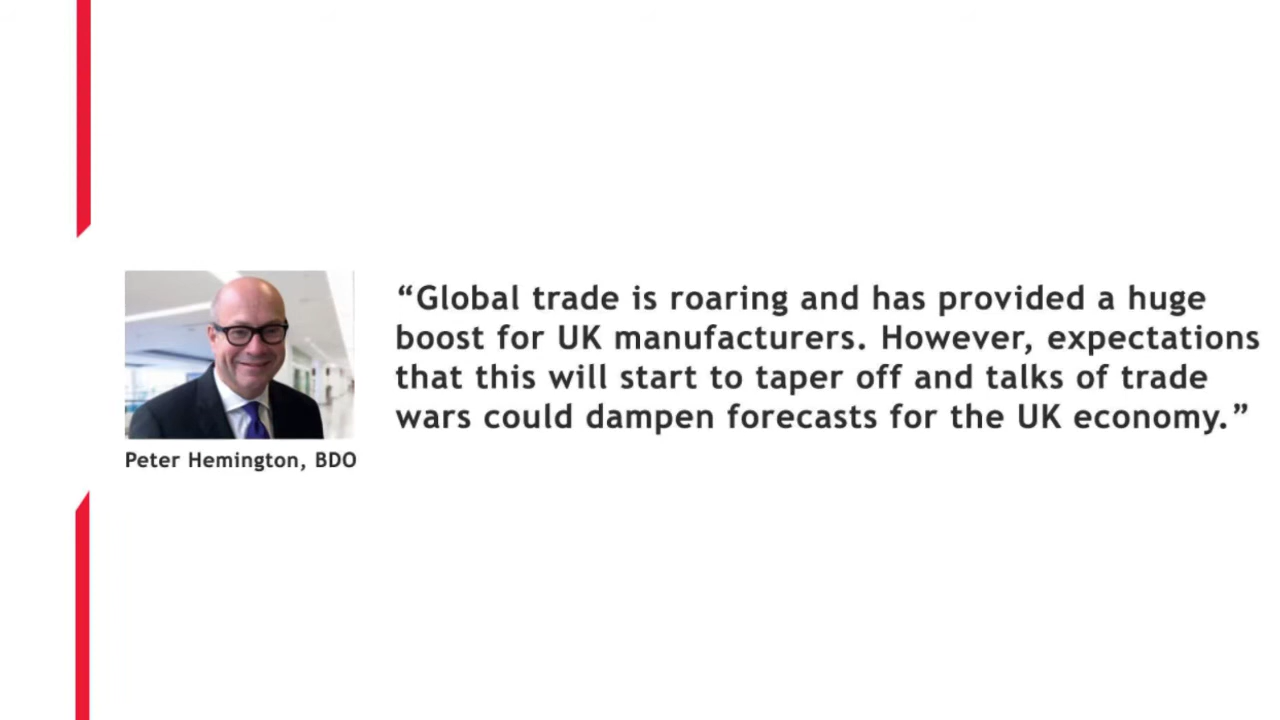 “Global trade is roaring and has provided a huge
boost for UK manufacturers. However, expectations
that this will start to taper off and talks of trade
wars could dampen forecasts for the UK economy.”
Peter Hemington, BDO